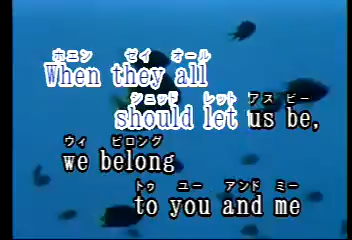 ホエン ゼイ オール
When they all
シュッド レット アス ビー
should let us be,
ウィ ビロング
we belong
トゥ ユー アンド ミー
to you and me